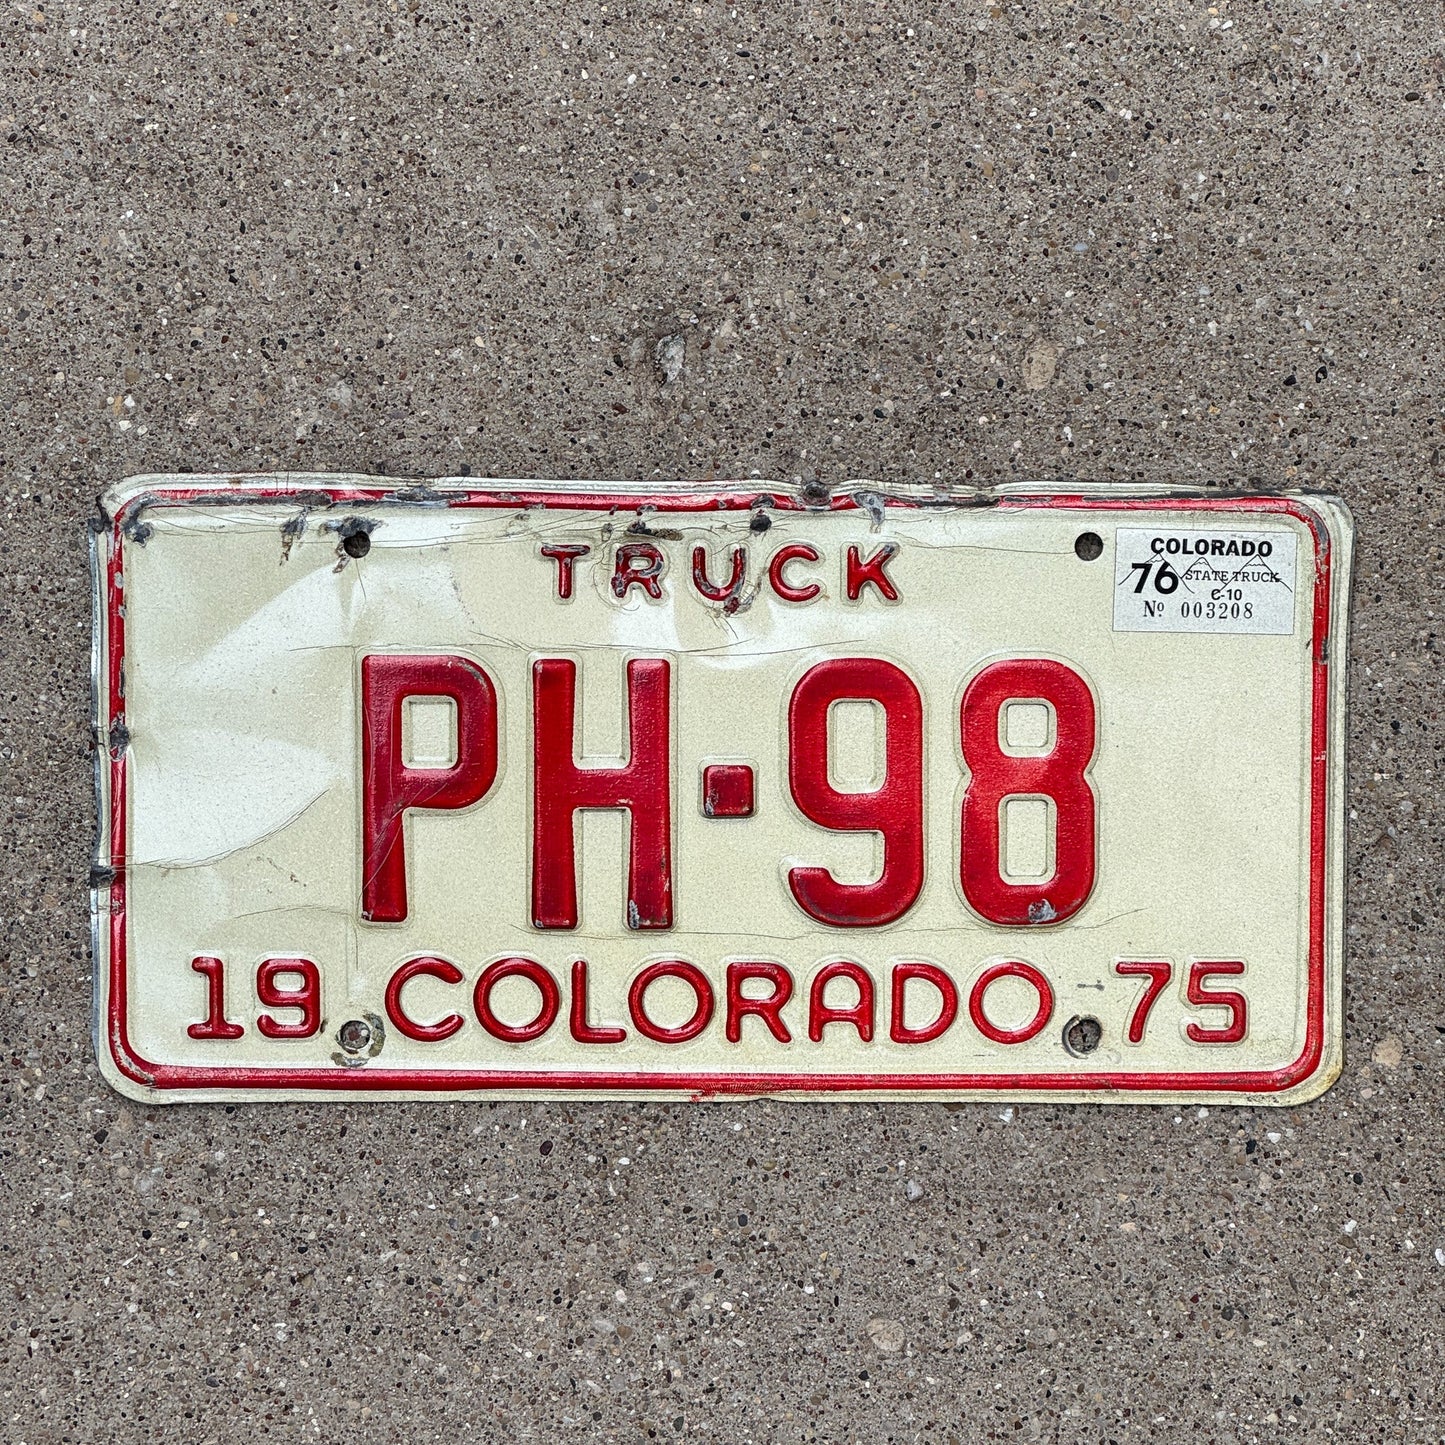 TRUCK
COLORADO
76 STATE TRUCK
C-10
Nº 003208
PH-98
19 COLORADO 75